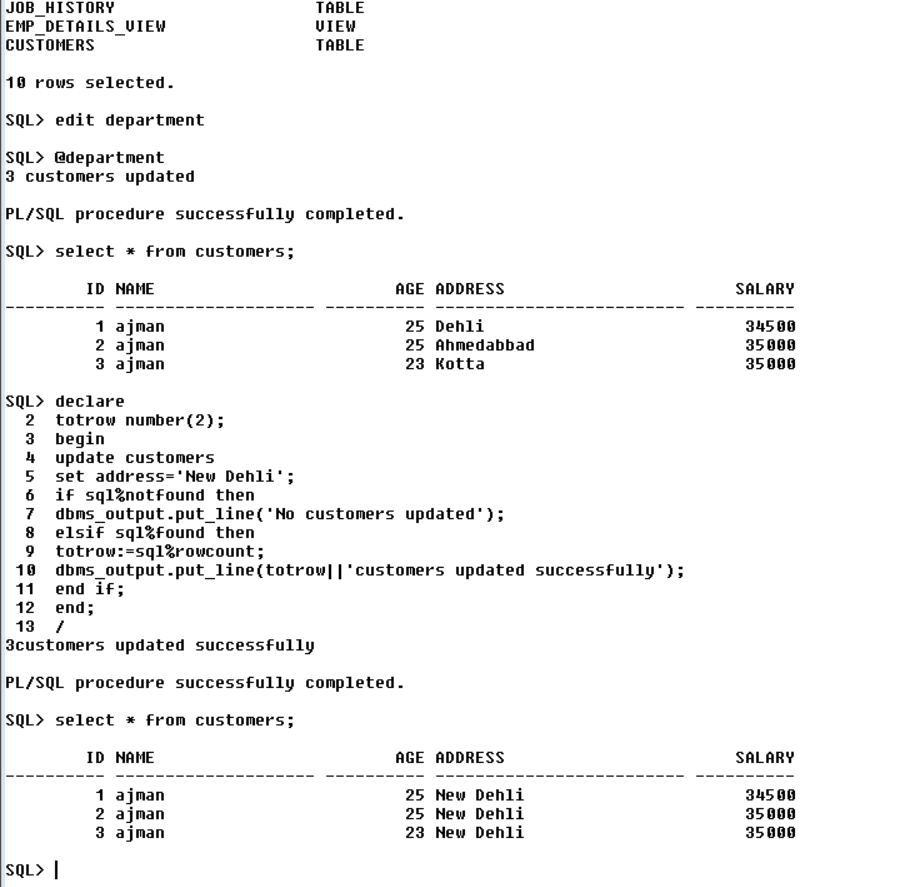 JOB_HISTORY                    TABLE
EMP_DETAILS_VIEW               VIEW
CUSTOMERS                      TABLE
10 rows selected.
SQL> edit department
SQL> @department
3 customers updated
PL/SQL procedure successfully completed.
SQL> select * from customers;
        ID NAME                        AGE ADDRESS                       SALARY
---------- -------------------- ---------- ------------------------- ----------
         1 ajman                        25 Dehli                          34500
         2 ajman                        25 Ahmedabbad                     35000
         3 ajman                        23 Kotta                          35000
SQL> declare
  2  totrow number(2);
  3  begin
  4  update customers
  5  set address='New Dehli';
  6  if sql%notfound then
  7  dbms_output.put_line('No customers updated');
  8  elsif sql%found then
  9  totrow:=sql%rowcount;
 10  dbms_output.put_line(totrow||'customers updated successfully');
 11  end if;
 12  end;
 13  /
3customers updated successfully
PL/SQL procedure successfully completed.
SQL> select * from customers;
        ID NAME                        AGE ADDRESS                       SALARY
---------- -------------------- ---------- ------------------------- ----------
         1 ajman                        25 New Dehli                      34500
         2 ajman                        25 New Dehli                      35000
         3 ajman                        23 New Dehli                      35000
SQL>